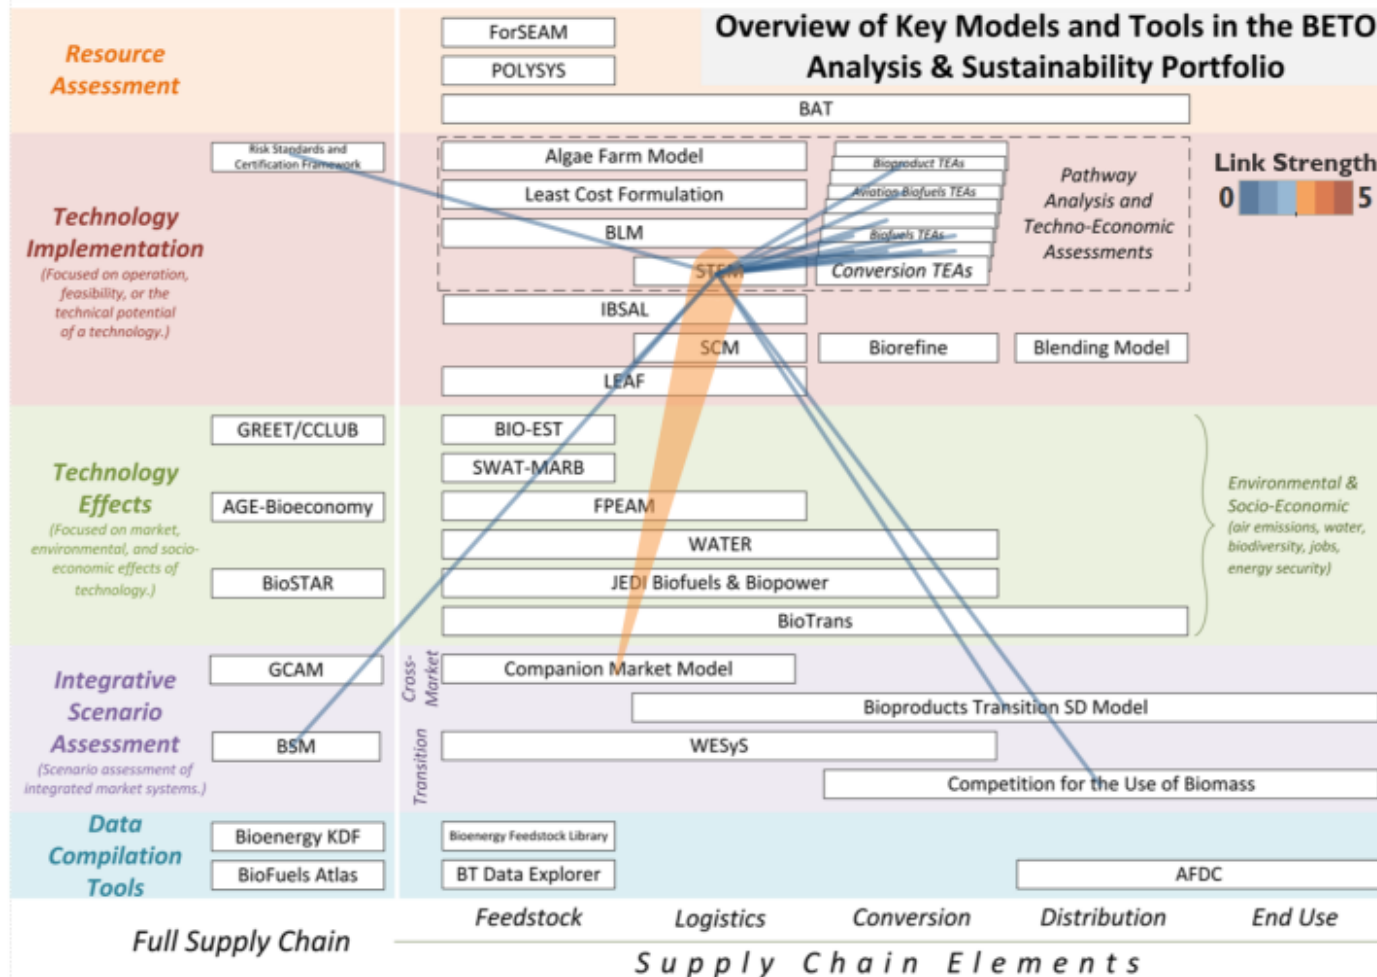 Overview of Key Models and Tools in the BETO
Analysis & Sustainability Portfolio
Resource
Assessment
ForSEAM
POLYSYS
BAT
Technology
Implementation
(Focused on operation,
feasibility, or the
technical potential
of a technology.)
Risk Standards and
Certification Framework
Algae Farm Model
Least Cost Formulation
BLM
STEM
IBSAL
SCM
LEAF
Bioproduct TEAs
Aviation Biofuels TEAs
Biofuels TEAs
Conversion TEAs
Biorefine
Blending Model
Pathway
Analysis and
Techno-Economic
Assessments
Link Strength
0 5
Technology
Effects
(Focused on market,
environmental, and socio-
economic effects of
technology.)
GREET/CCLUB
AGE-Bioeconomy
BioSTAR
BIO-EST
SWAT-MARB
FPEAM
WATER
JEDI Biofuels & Biopower
BioTrans
Environmental &
Socio-Economic
(air emissions, water,
biodiversity, jobs,
energy security)
Integrative
Scenario
Assessment
(Scenario assessment of
integrated market systems.)
GCAM
BSM
Cross-
Market
Transition
Companion Market Model
Bioproducts Transition SD Model
WESyS
Competition for the Use of Biomass
Data
Compilation
Tools
Bioenergy KDF
BioFuels Atlas
Bioenergy Feedstock Library
BT Data Explorer
AFDC
Full Supply Chain
Feedstock
Logistics
Conversion
Distribution
End Use
Supply Chain Elements